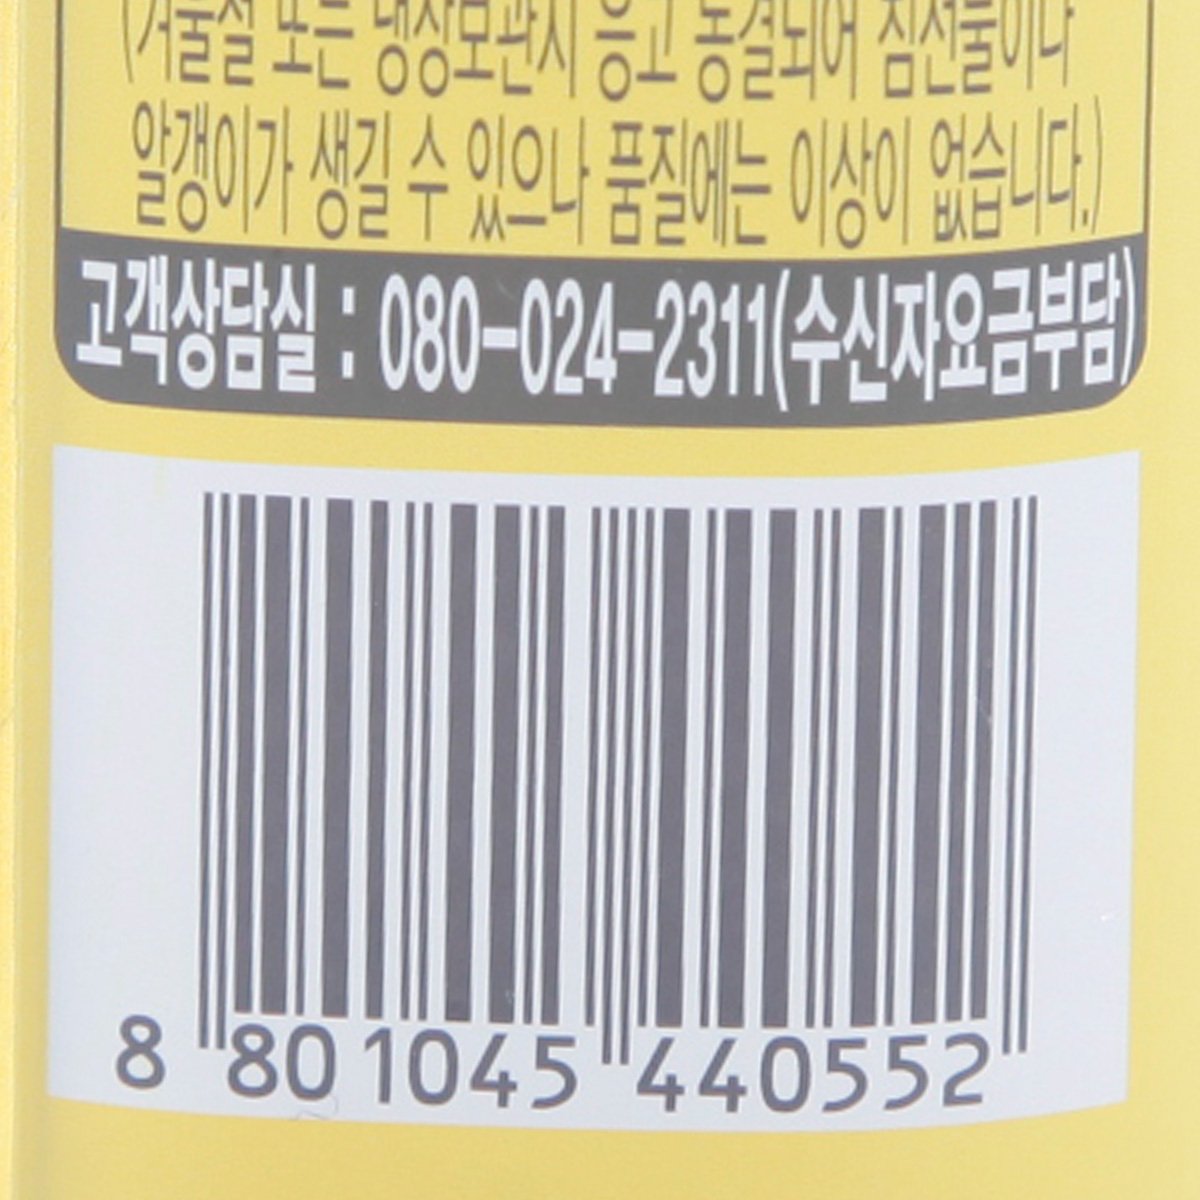 (겨울철 또는 냉장보관시 응고 동결되어 침전물이나
알갱이가 생길 수 있으나 품질에는 이상이 없습니다.)
고객상담실 : 080-024-2311(수신자요금부담)
8 801045 440552